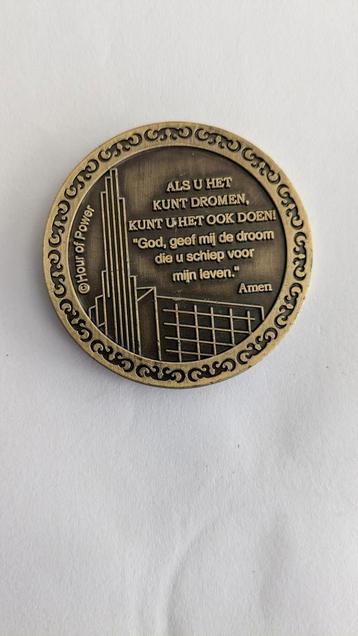 ALS U HET
KUNT DROMEN,
KUNT U HET OOK DOEN!
"God, geef mij de droom
die u schiep voor
mijn leven."
Amen
© Hour of Power